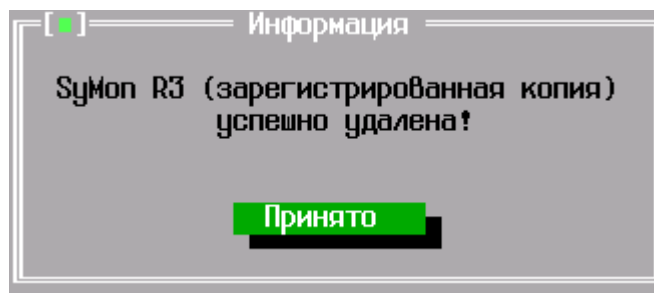 Информация
SyMon R3 (зарегистрированная копия)
успешно удалена!
Принято